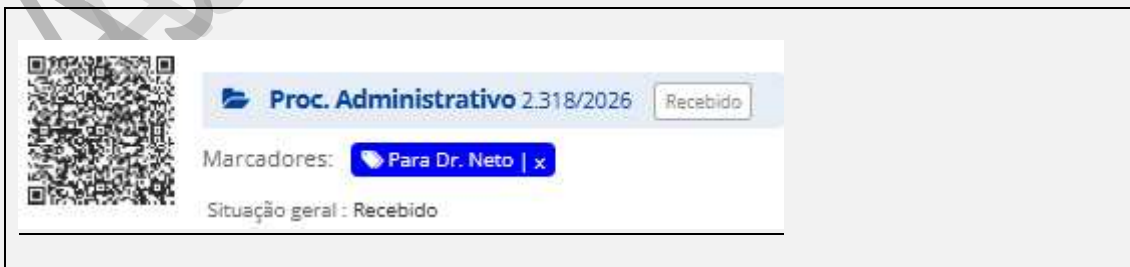 Proc. Administrativo 2.318/2026 Recebido
Marcadores: Para Dr. Neto | x
Situação geral : Recebido